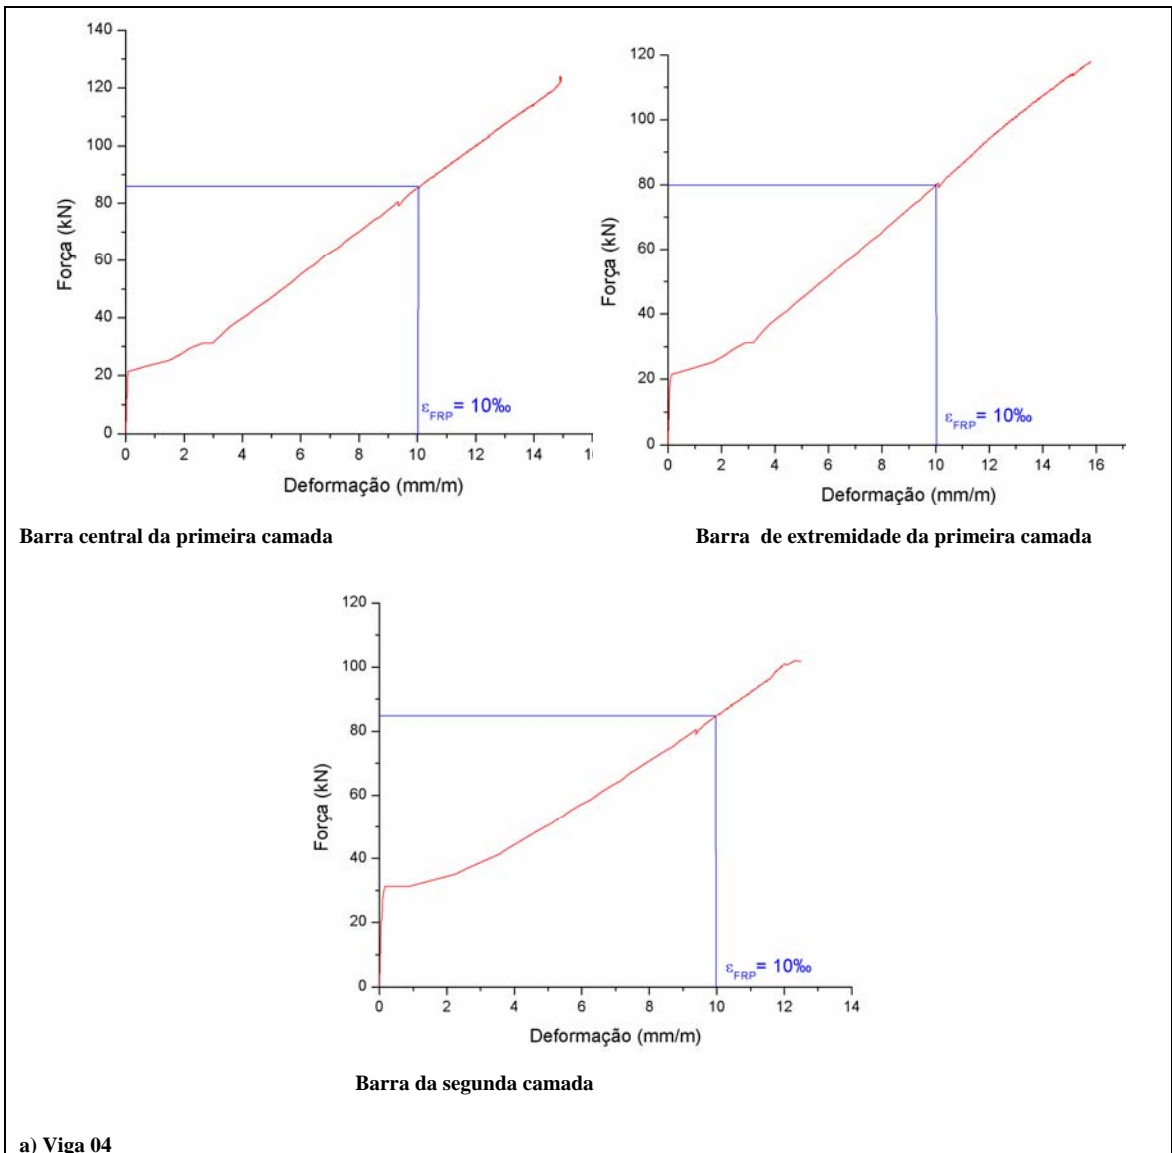 140
120
100
80
60
40
20
0
Força (kN)
0 2 4 6 8 10 12 14 1
Deformação (mm/m)
εFRP= 10‰
120
100
80
60
40
20
0
Força (kN)
0 2 4 6 8 10 12 14 16
Deformação (mm/m)
εFRP= 10‰
Barra central da primeira camada
Barra de extremidade da primeira camada
120
100
80
60
40
20
0
Força (kN)
0 2 4 6 8 10 12 14
Deformação (mm/m)
εFRP= 10‰
Barra da segunda camada
a) Viga 04